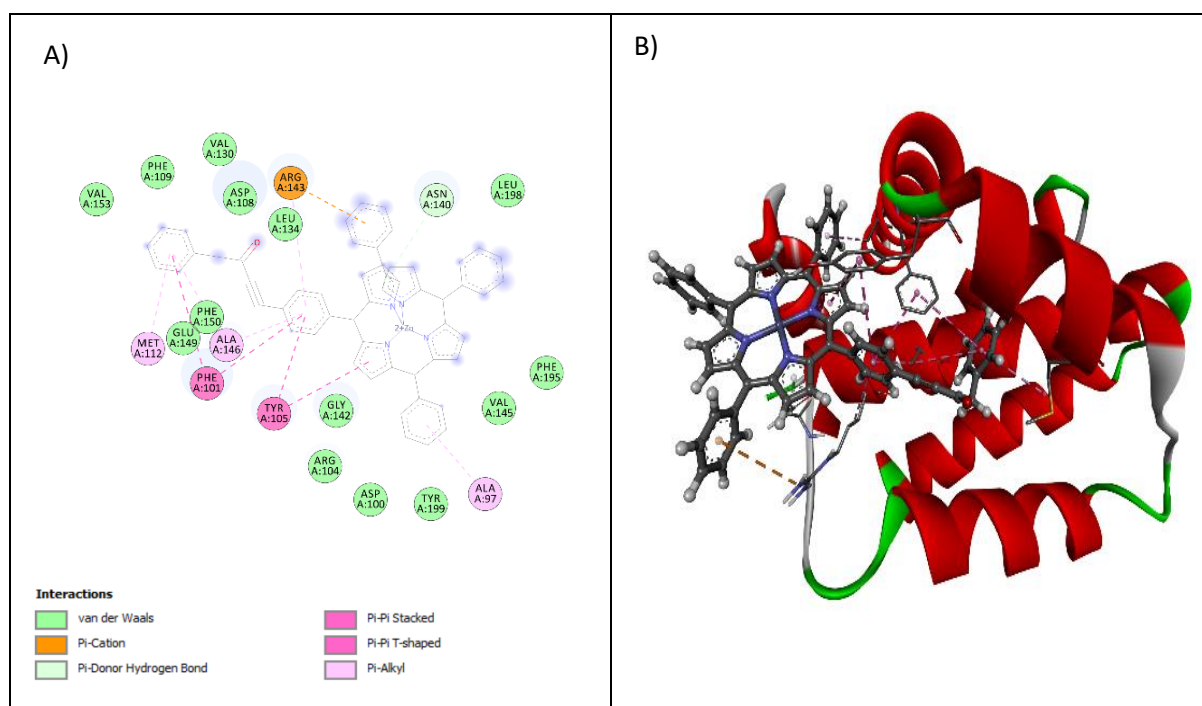 A)
B)
VAL
A:130
PHE
A:109
ARG
A:143
VAL
A:153
ASP
A:108
ASN
A:140
LEU
A:198
LEU
A:134
O
N
N
N
N
PHE
A:150
GLU
A:149
MET
A:112
ALA
A:146
PHE
A:101
TYR
A:105
GLY
A:142
PHE
A:195
VAL
A:145
ARG
A:104
ASP
A:100
TYR
A:199
ALA
A:97
Interactions
van der Waals
Pi-Cation
Pi-Donor Hydrogen Bond
Pi-Pi Stacked
Pi-Pi T-shaped
Pi-Alkyl